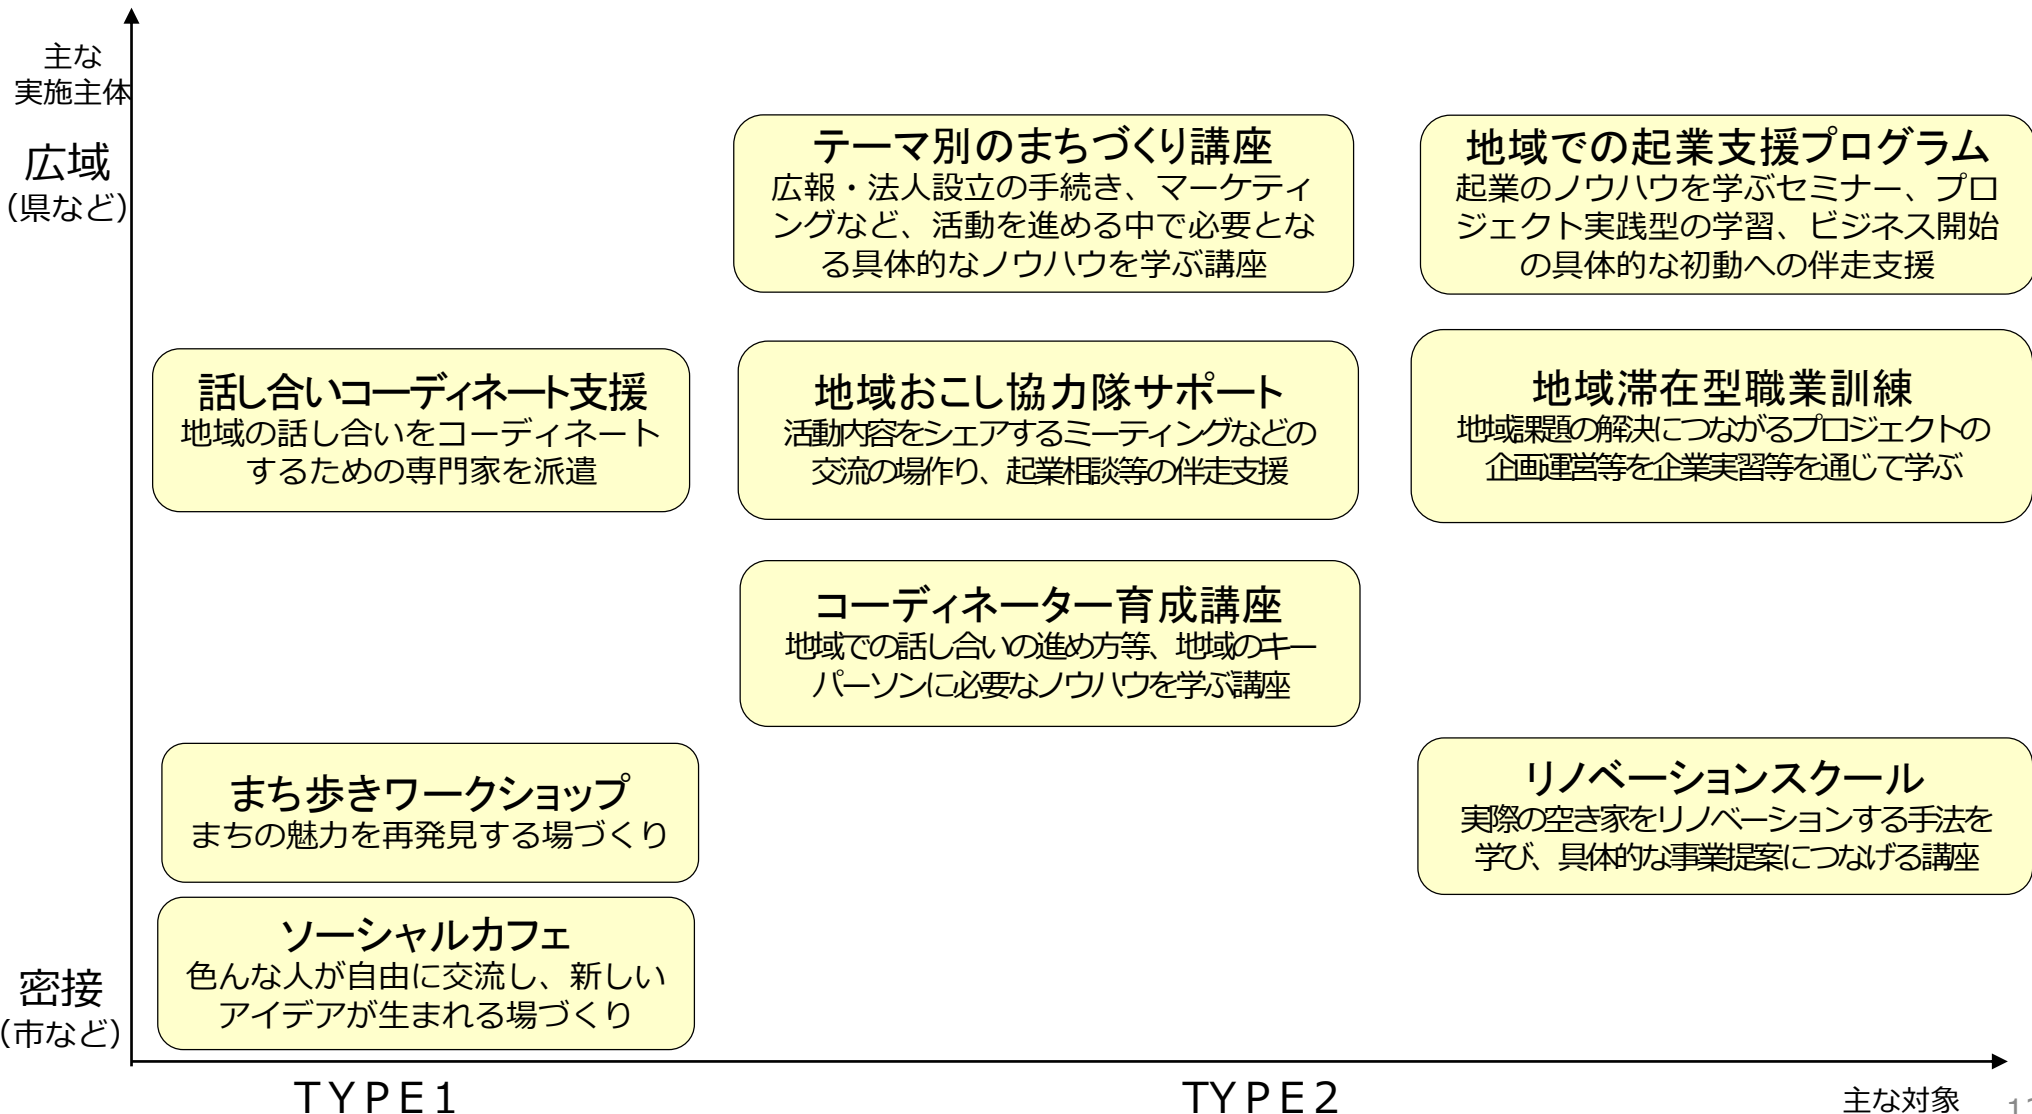 主な
実施主体
広域
（県など）
テーマ別のまちづくり講座
広報・法人設立の手続き、マーケティ
ングなど、活動を進める中で必要とな
る具体的なノウハウを学ぶ講座
地域での起業支援プログラム
起業のノウハウを学ぶセミナー、プロ
ジェクト実践型の学習、ビジネス開始
の具体的な初動への伴走支援
話し合いコーディネート支援
地域の話し合いをコーディネート
するための専門家を派遣
地域おこし協力隊サポート
活動内容をシェアするミーティングなどの
交流の場作り、起業相談等の伴走支援
地域滞在型職業訓練
地域課題の解決につながるプロジェクトの
企画運営等を企業実習等を通じて学ぶ
コーディネーター育成講座
地域での話し合いの進め方等、地域のキー
パーソンに必要なノウハウを学ぶ講座
まち歩きワークショップ
まちの魅力を再発見する場づくり
リノベーションスクール
実際の空き家をリノベーションする手法を
学び、具体的な事業提案につなげる講座
ソーシャルカフェ
色んな人が自由に交流し、新しい
アイデアが生まれる場づくり
密接
（市など）
ＴＹＰＥ１
ＴＹＰＥ２
主な対象